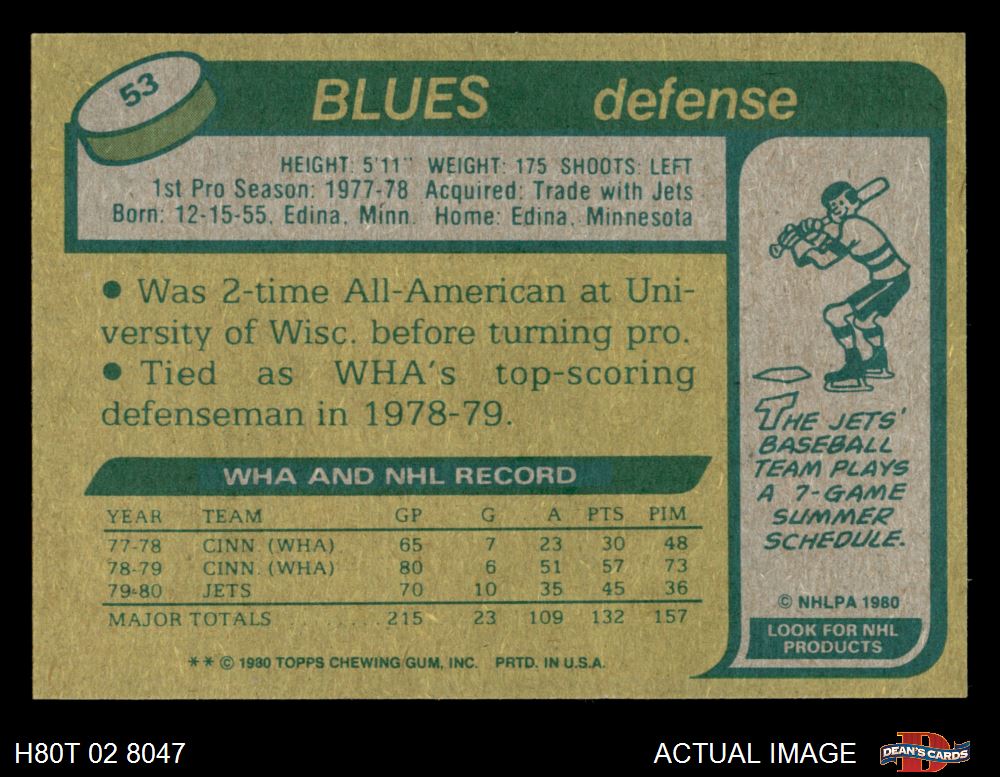 53
BLUES defense
HEIGHT: 5'11" WEIGHT: 175 SHOOTS: LEFT
1st Pro Season: 1977-78 Acquired: Trade with Jets
Born: 12-15-55, Edina, Minn. Home: Edina, Minnesota
● Was 2-time All-American at Uni-
versity of Wisc. before turning pro.
● Tied as WHA's top-scoring
defenseman in 1978-79.
WHA AND NHL RECORD
YEAR TEAM GP G A PTS PIM
77-78 CINN. (WHA) 65 7 23 30 48
78-79 CINN. (WHA) 80 6 51 57 73
79-80 JETS 70 10 35 45 36
MAJOR TOTALS ........ 215 23 109 132 157
** © 1980 TOPPS CHEWING GUM, INC. PRTD. IN U.S.A.
THE JETS'
BASEBALL
TEAM PLAYS
A 7-GAME
SUMMER
SCHEDULE.
© NHLPA 1980
LOOK FOR NHL
PRODUCTS
H80T 02 8047
ACTUAL IMAGE
D
DEAN'S CARDS